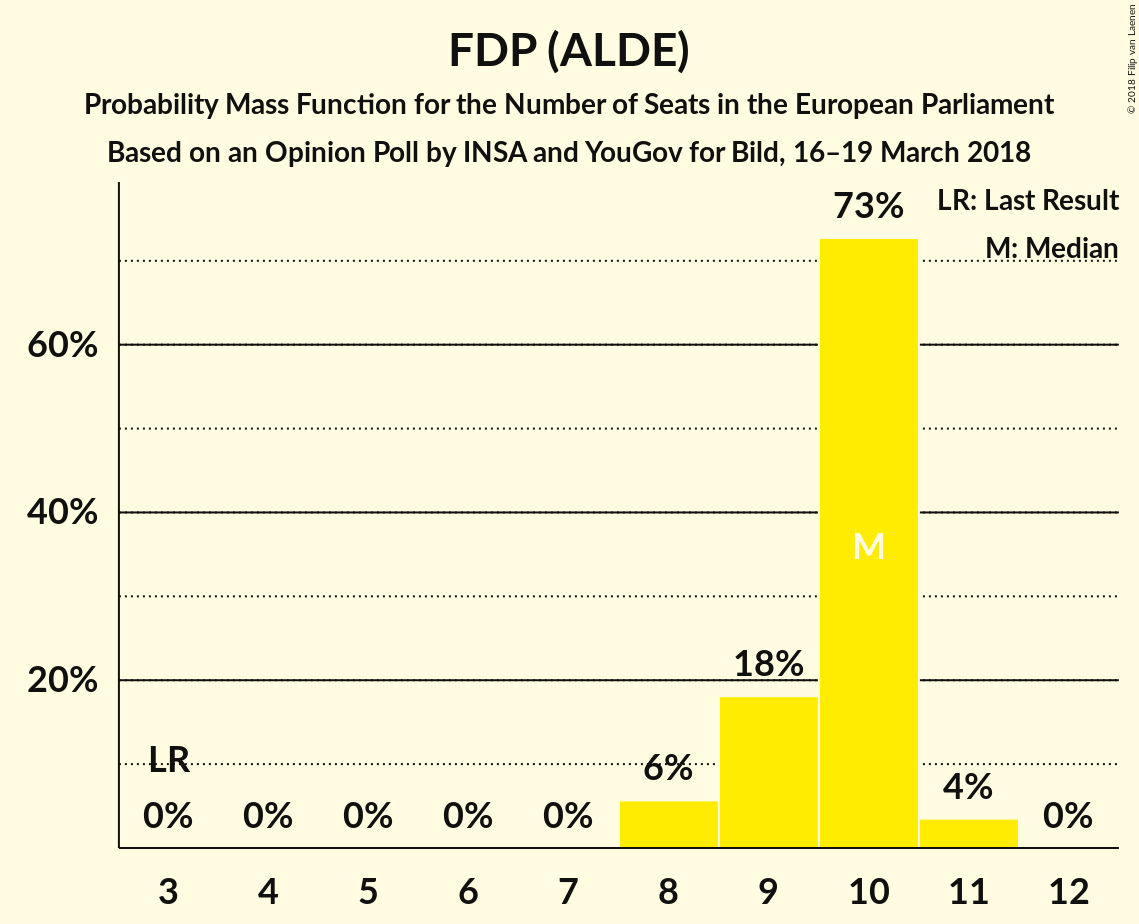 FDP (ALDE)
Probability Mass Function for the Number of Seats in the European Parliament
Based on an Opinion Poll by INSA and YouGov for Bild, 16–19 March 2018
© 2018 Filip van Laenen
LR: Last Result
M: Median
73%
60%
40%
M
20%
18%
LR
6%
4%
0% 0% 0% 0% 0% 0%
3 4 5 6 7 8 9 10 11 12